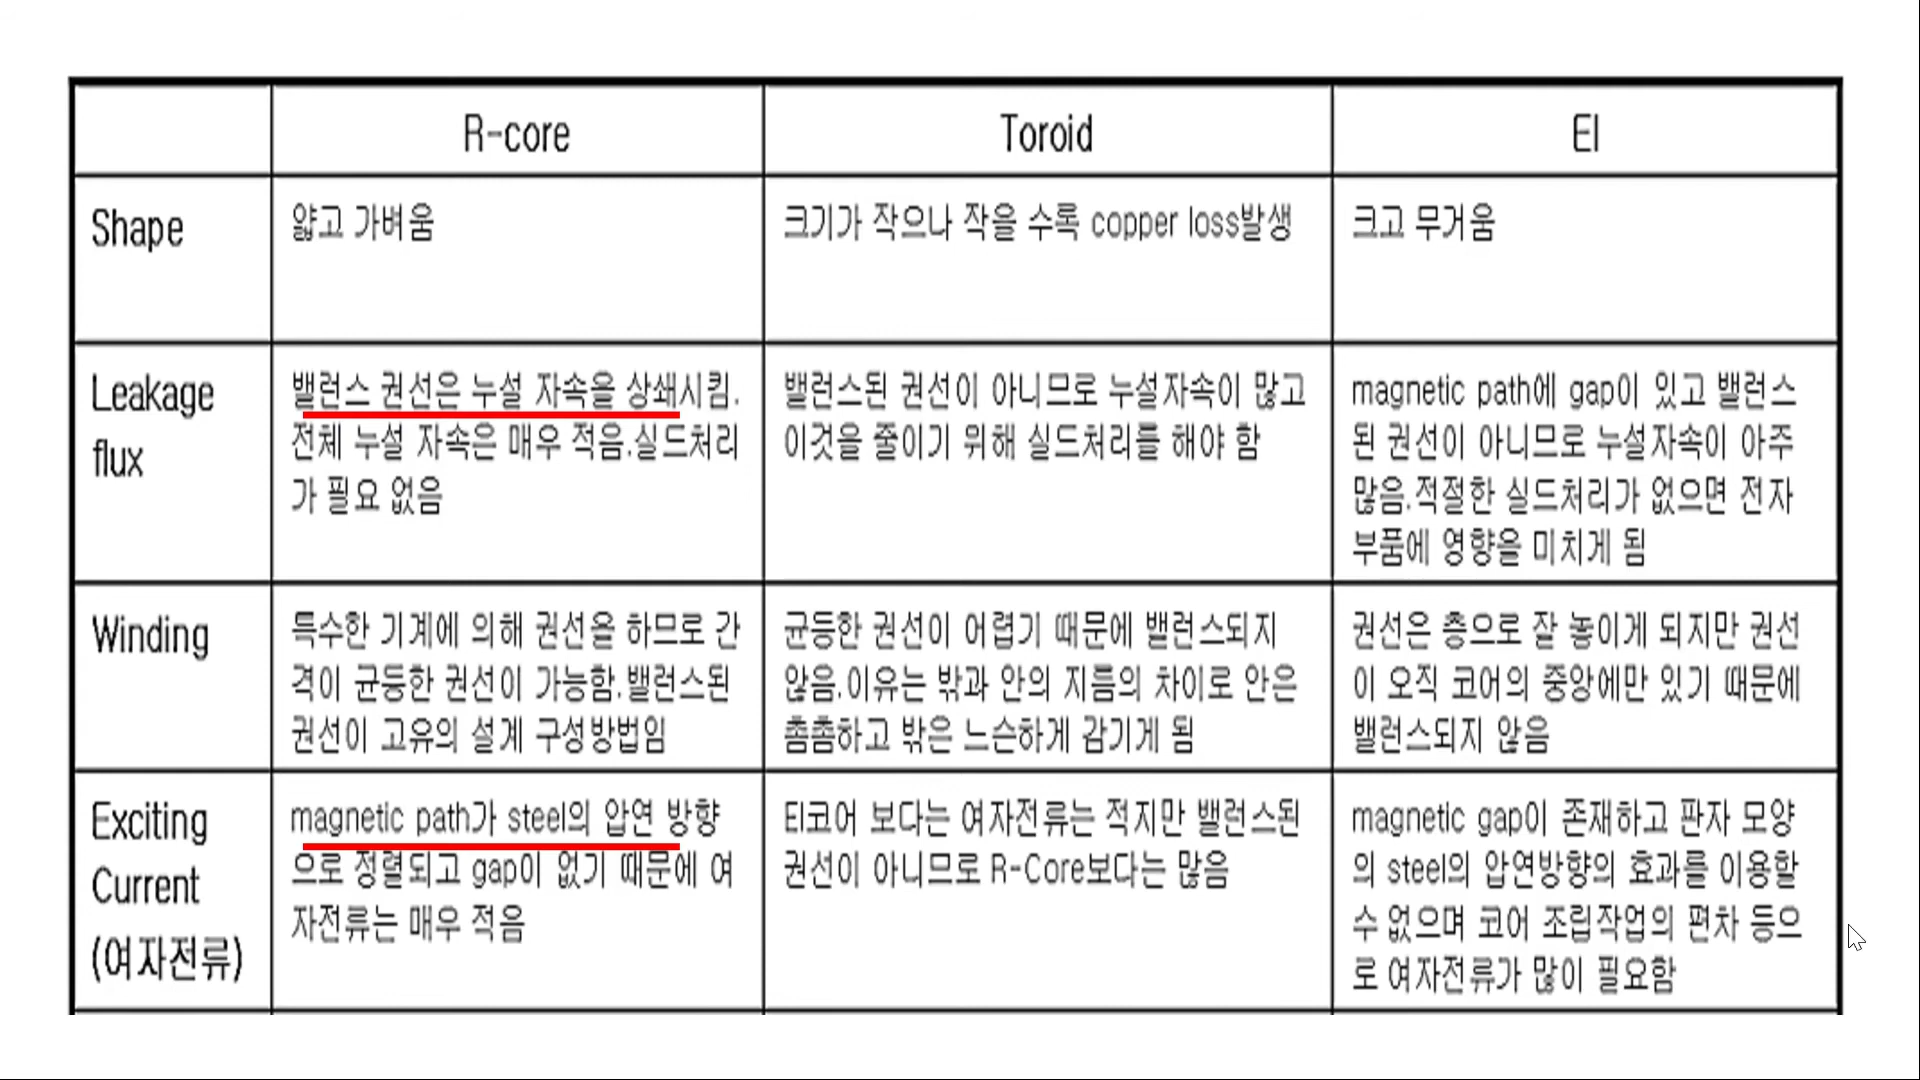 R-core
Toroid
EI
Shape
얇고 가벼움
크기가 작으나 작을 수록 copper loss발생
크고 무거움
Leakage
flux
밸런스 권선은 누설 자속을 상쇄시킴.
전체 누설 자속은 매우 적음.실드처리
가 필요 없음
밸런스된 권선이 아니므로 누설자속이 많고
이것을 줄이기 위해 실드처리를 해야 함
magnetic path에 gap이 있고 밸런스
된 권선이 아니므로 누설자속이 아주
많음.적절한 실드처리가 없으면 전자
부품에 영향을 미치게 됨
Winding
특수한 기계에 의해 권선을 하므로 간
격이 균등한 권선이 가능함.밸런스된
권선이 고유의 설계 구성방법임
균등한 권선이 어렵기 때문에 밸런스되지
않음.이유는 밖과 안의 지름의 차이로 안은
촘촘하고 밖은 느슨하게 감기게 됨
권선은 층으로 잘 놓이게 되지만 권선
이 오직 코어의 중앙에만 있기 때문에
밸런스되지 않음
Exciting
Current
(여자전류)
magnetic path가 steel의 압연 방향
으로 정렬되고 gap이 없기 때문에 여
자전류는 매우 적음
EI코어 보다는 여자전류는 적지만 밸런스된
권선이 아니므로 R-Core보다는 많음
magnetic gap이 존재하고 판자 모양
의 steel의 압연방향의 효과를 이용할
수 없으며 코어 조립작업의 편차 등으
로 여자전류가 많이 필요함